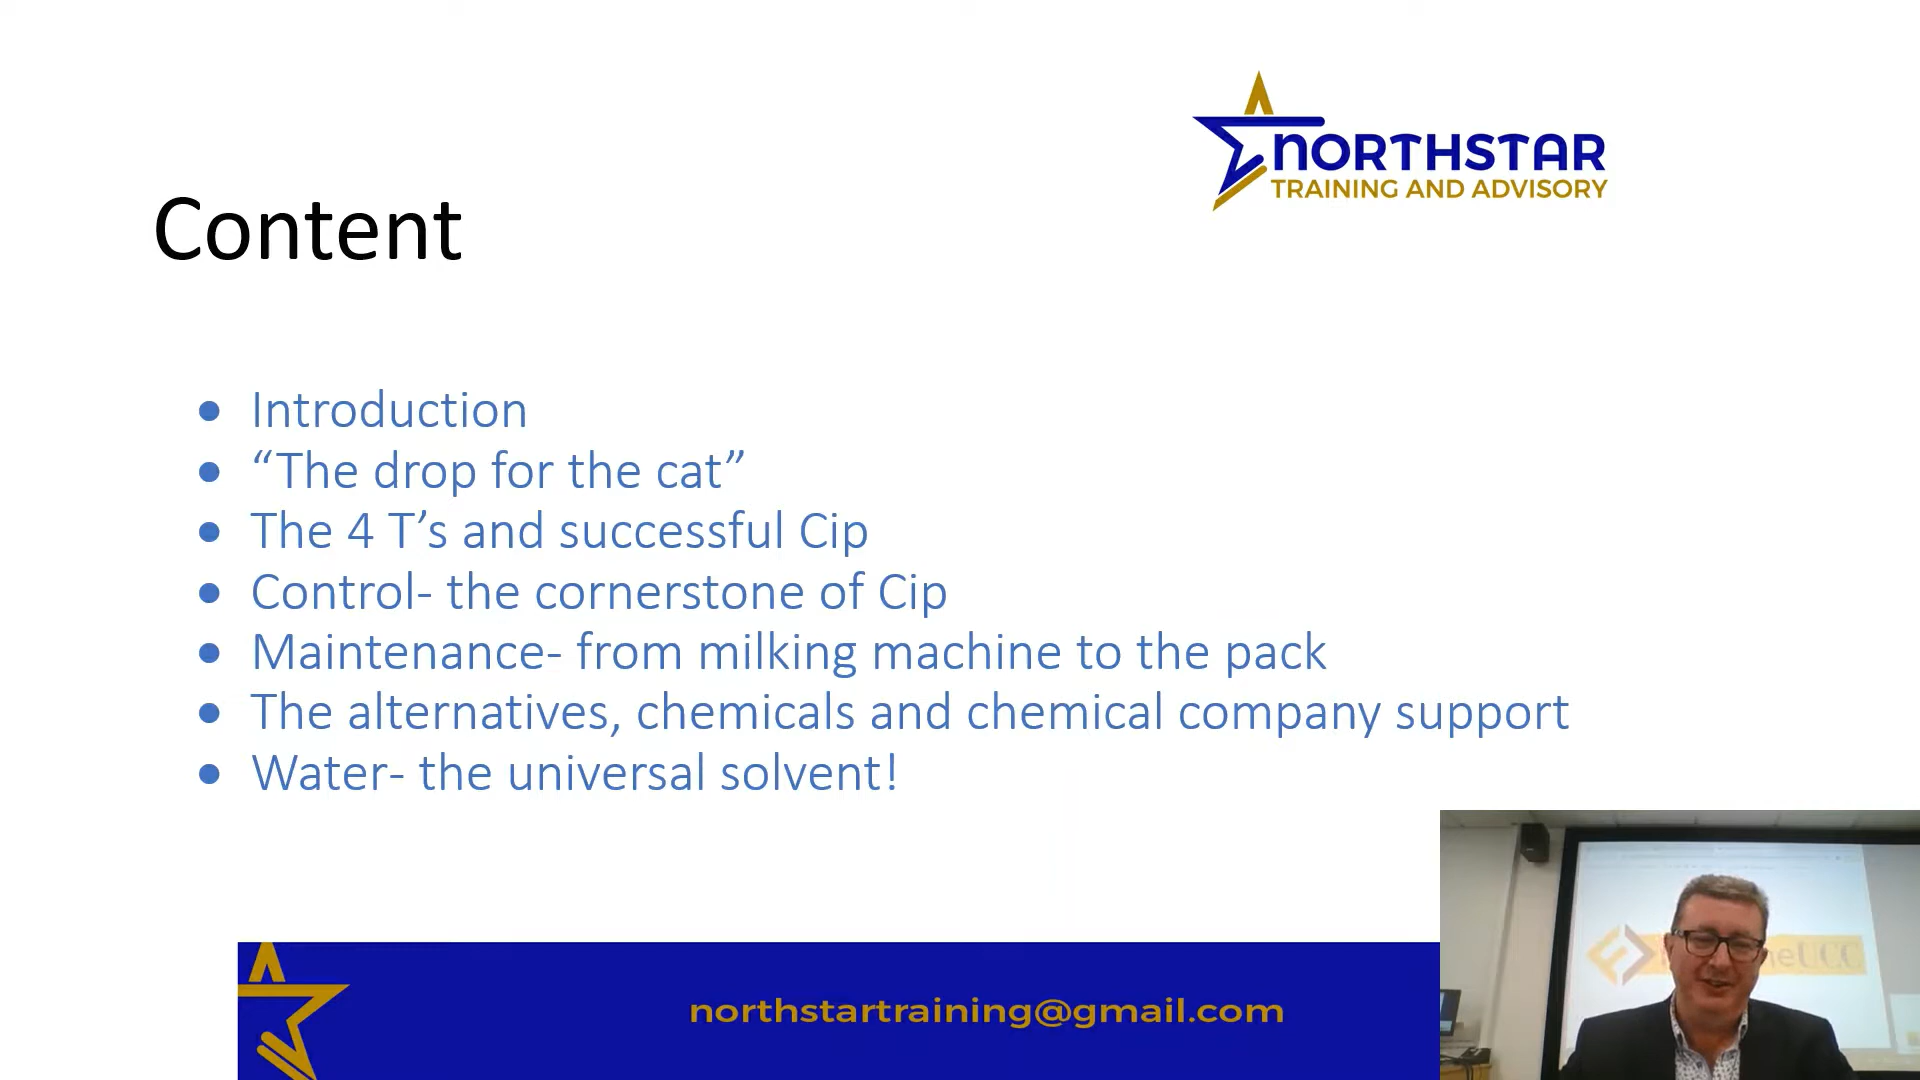 NORTHSTAR
TRAINING AND ADVISORY
Content
• Introduction
• “The drop for the cat”
• The 4 T’s and successful Cip
• Control- the cornerstone of Cip
• Maintenance- from milking machine to the pack
• The alternatives, chemicals and chemical company support
• Water- the universal solvent!
northstartraining@gmail.com
UCC